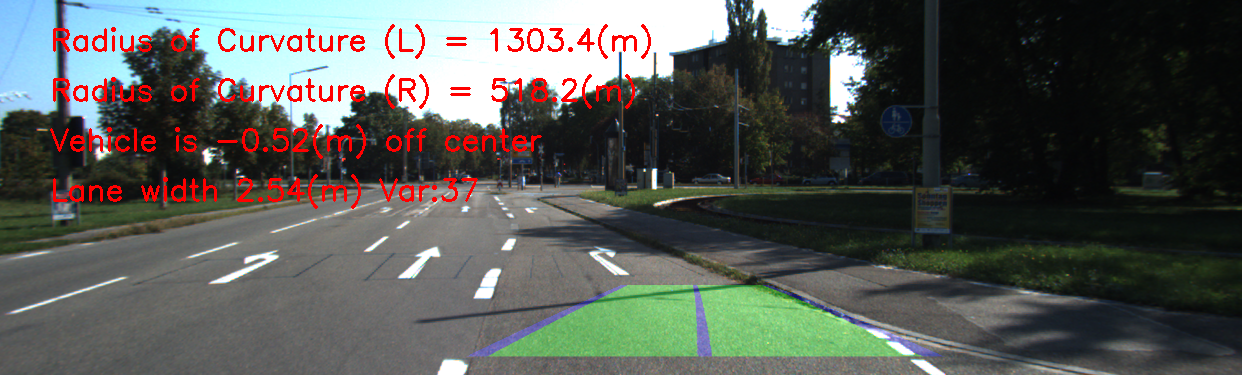 Radius of Curvature (L) = 1303.4(m)
Radius of Curvature (R) = 518.2(m)
Vehicle is -0.52(m) off center
Lane width 2.54(m) Var:37